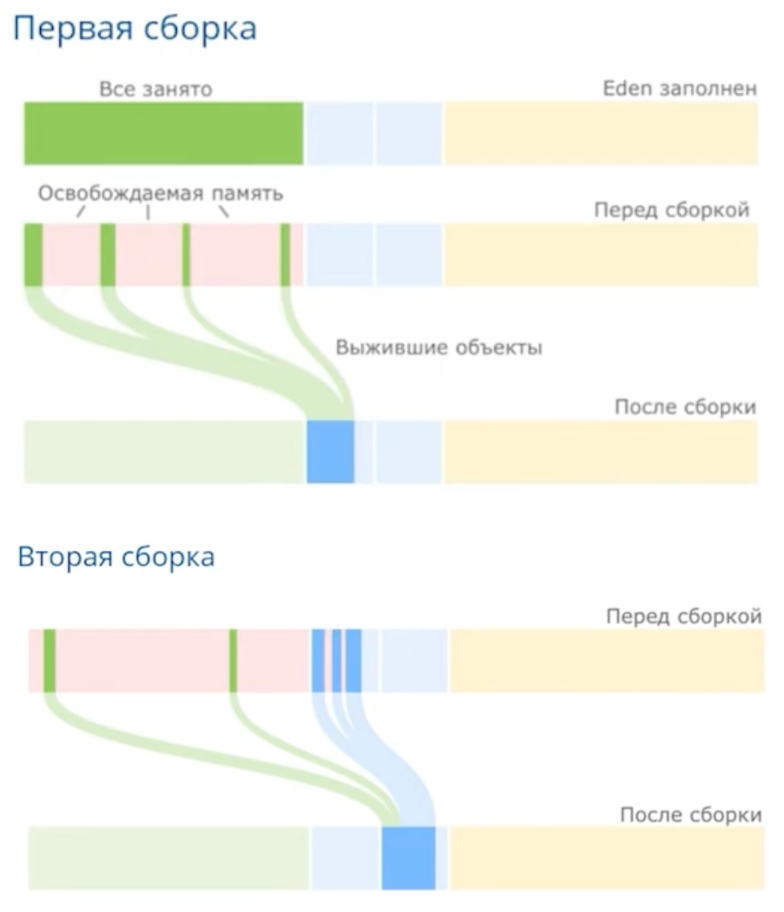 Первая сборка
Все занято
Eden заполнен
Освобождаемая память
Перед сборкой
Выжившие объекты
После сборки
Вторая сборка
Перед сборкой
После сборки